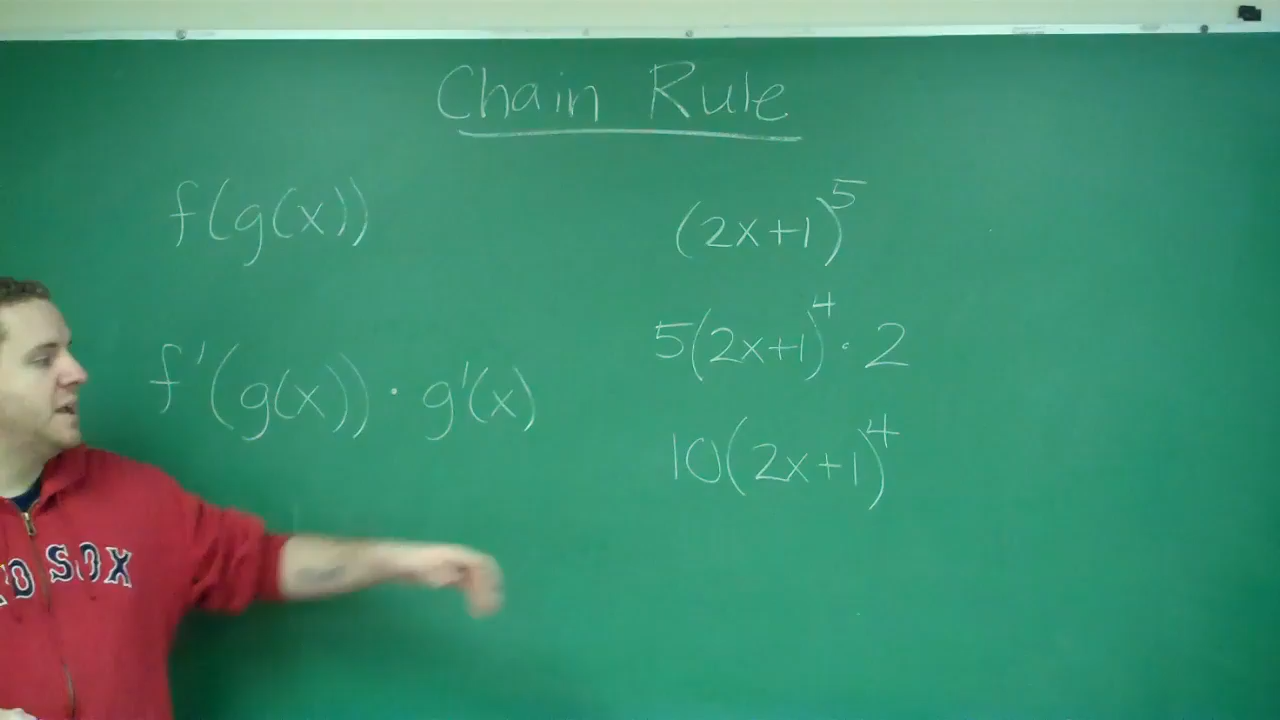 Chain Rule
f(g(x))
f'(g(x)) · g'(x)
(2x+1)^5
5(2x+1)^4 · 2
10(2x+1)^4
SOX